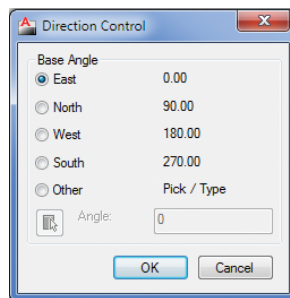 Direction Control
Base Angle
East 0.00
North 90.00
West 180.00
South 270.00
Other Pick / Type
Angle: 0
OK Cancel